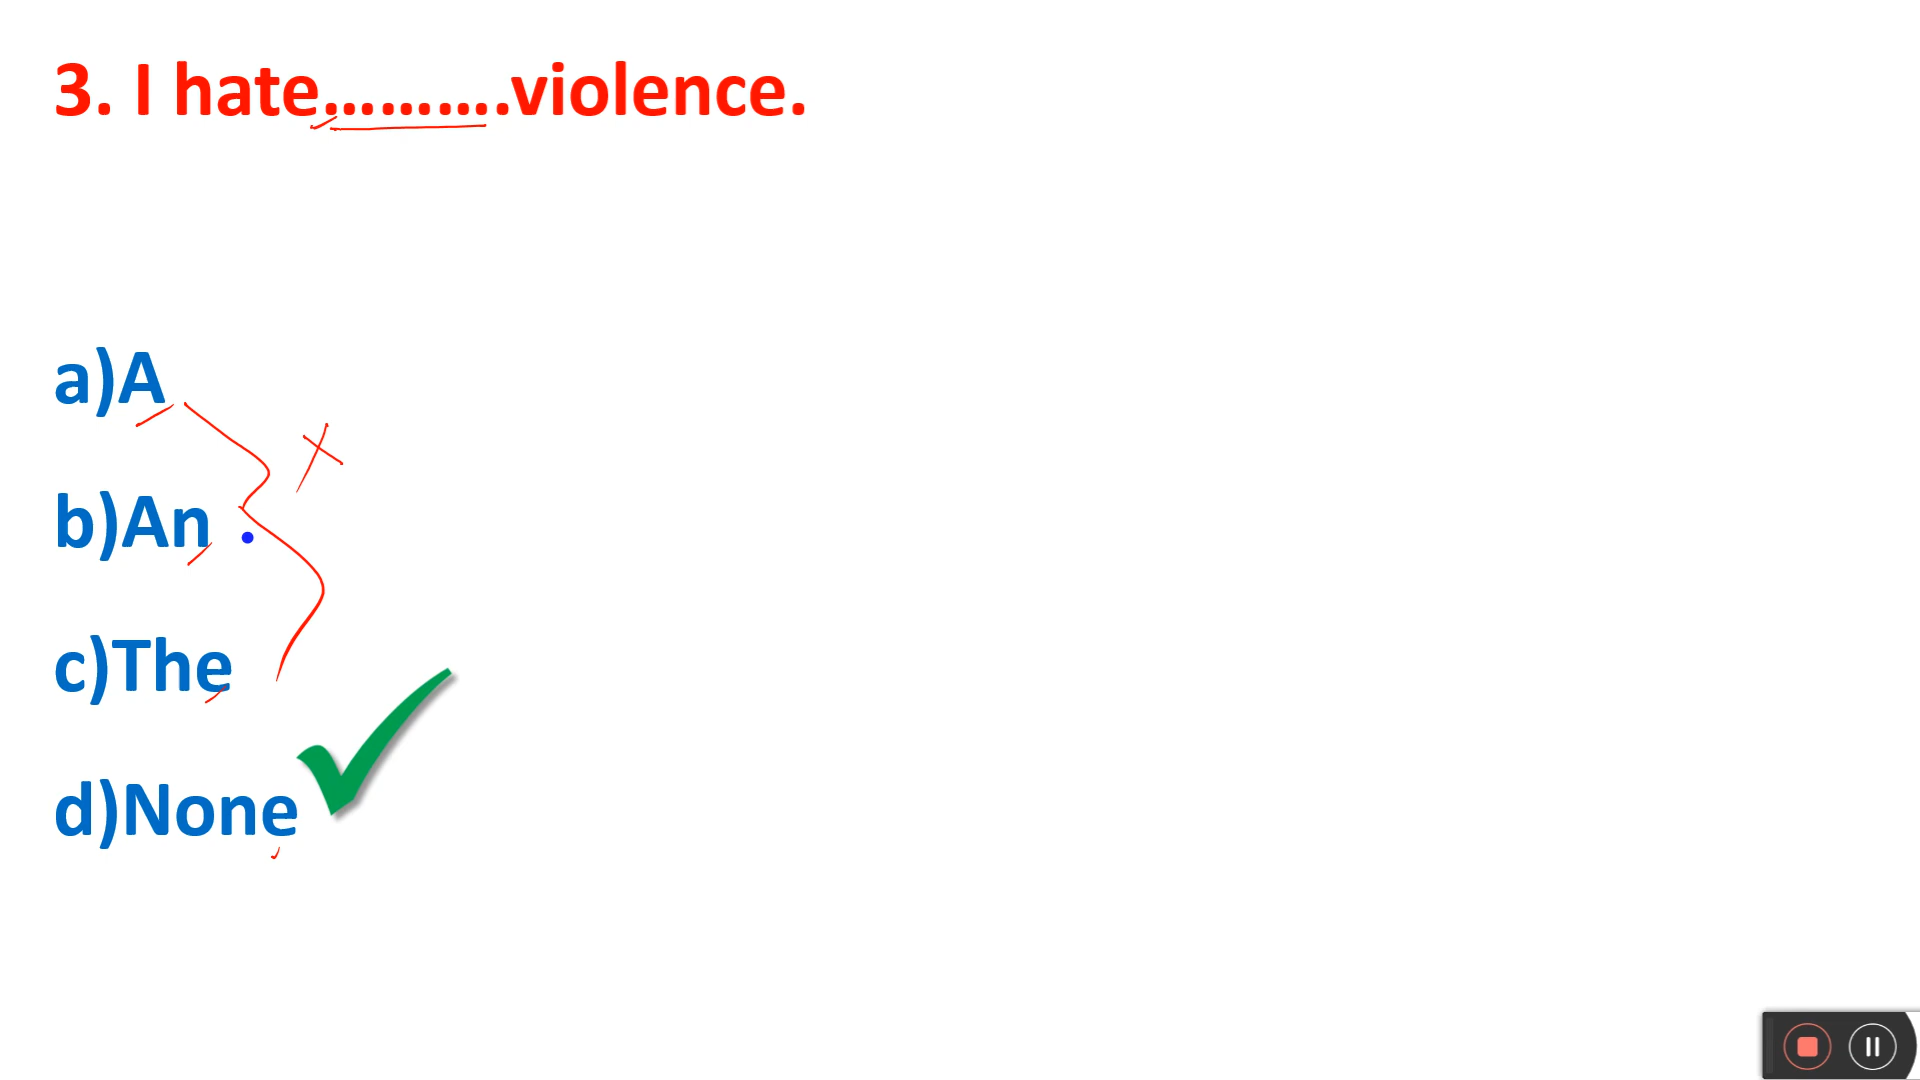 3. I hate..........violence.
a)A
b)An
c)The
d)None